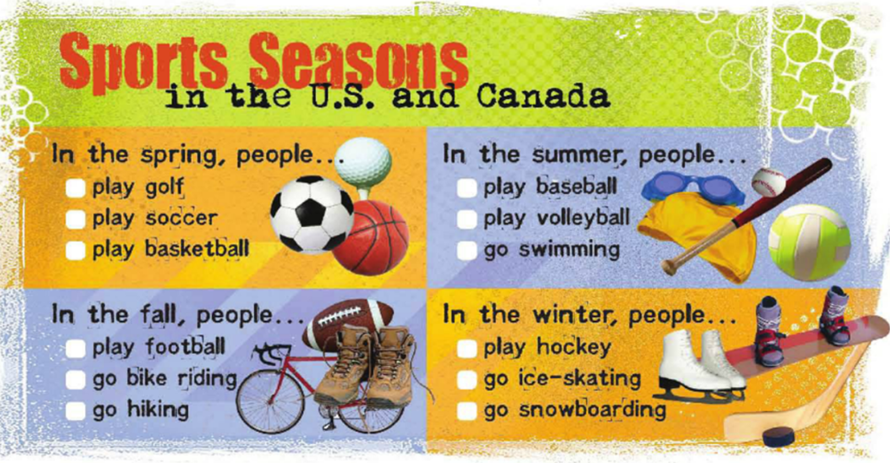 Sports Seasons
in the U.S. and Canada
In the spring, people...
play golf
play soccer
play basketball
In the summer, people...
play baseball
play volleyball
go swimming
In the fall, people...
play football
go bike riding
go hiking
In the winter, people...
play hockey
go ice-skating
go snowboarding